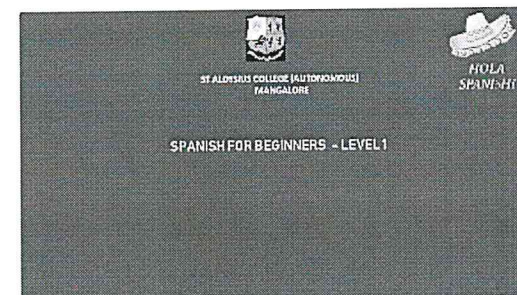 ST ALOYSIUS COLLEGE (AUTONOMOUS)
MANGALORE
HOLA
SPANISH!
SPANISH FOR BEGINNERS - LEVEL 1